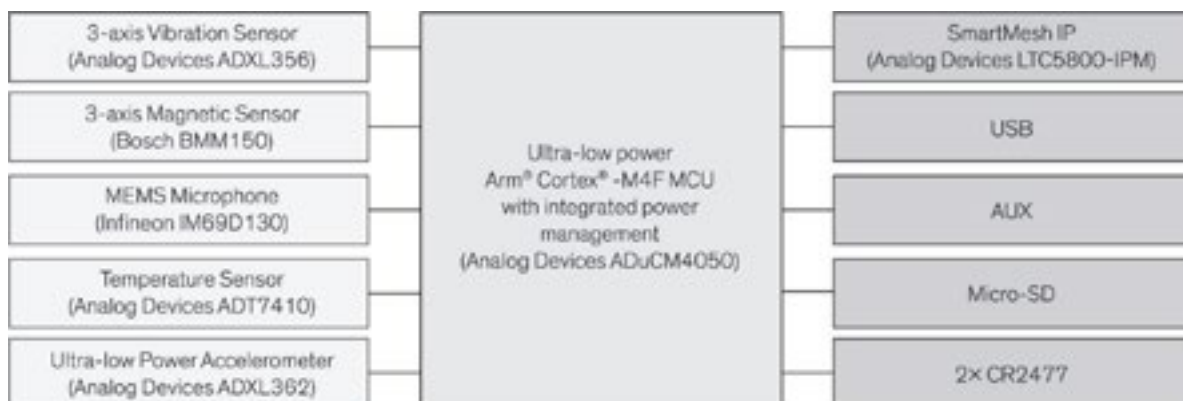 3-axis Vibration Sensor
(Analog Devices ADXL356)
3-axis Magnetic Sensor
(Bosch BMM150)
MEMS Microphone
(Infineon IM69D130)
Temperature Sensor
(Analog Devices ADT7410)
Ultra-low Power Accelerometer
(Analog Devices ADXL362)
Ultra-low power
Arm® Cortex® -M4F MCU
with integrated power
management
(Analog Devices ADuCM4050)
SmartMesh IP
(Analog Devices LTC5800-IPM)
USB
AUX
Micro-SD
2× CR2477